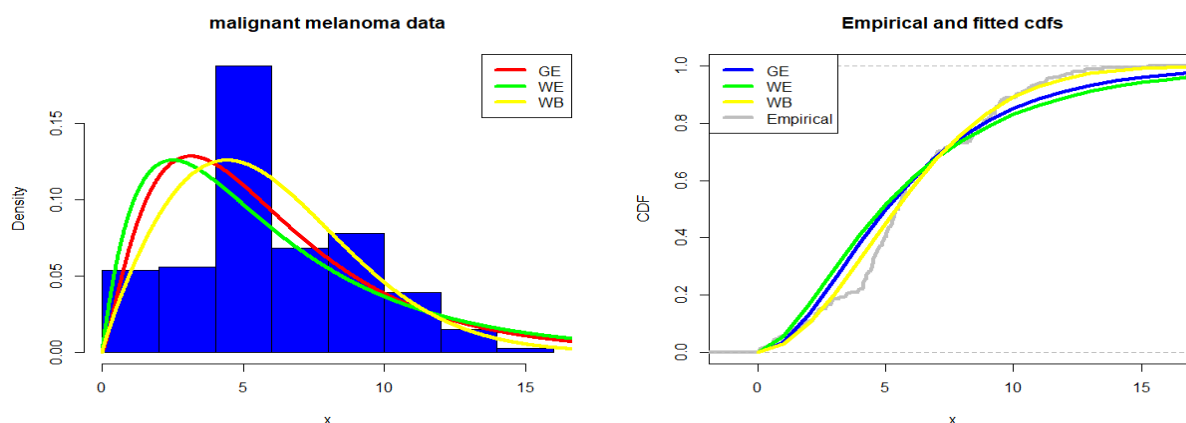 malignant melanoma data
GE
WE
WB
Density
0.00
0.05
0.10
0.15
0
5
10
15
x
Empirical and fitted cdfs
GE
WE
WB
Empirical
CDF
0.0
0.2
0.4
0.6
0.8
1.0
0
5
10
15
x